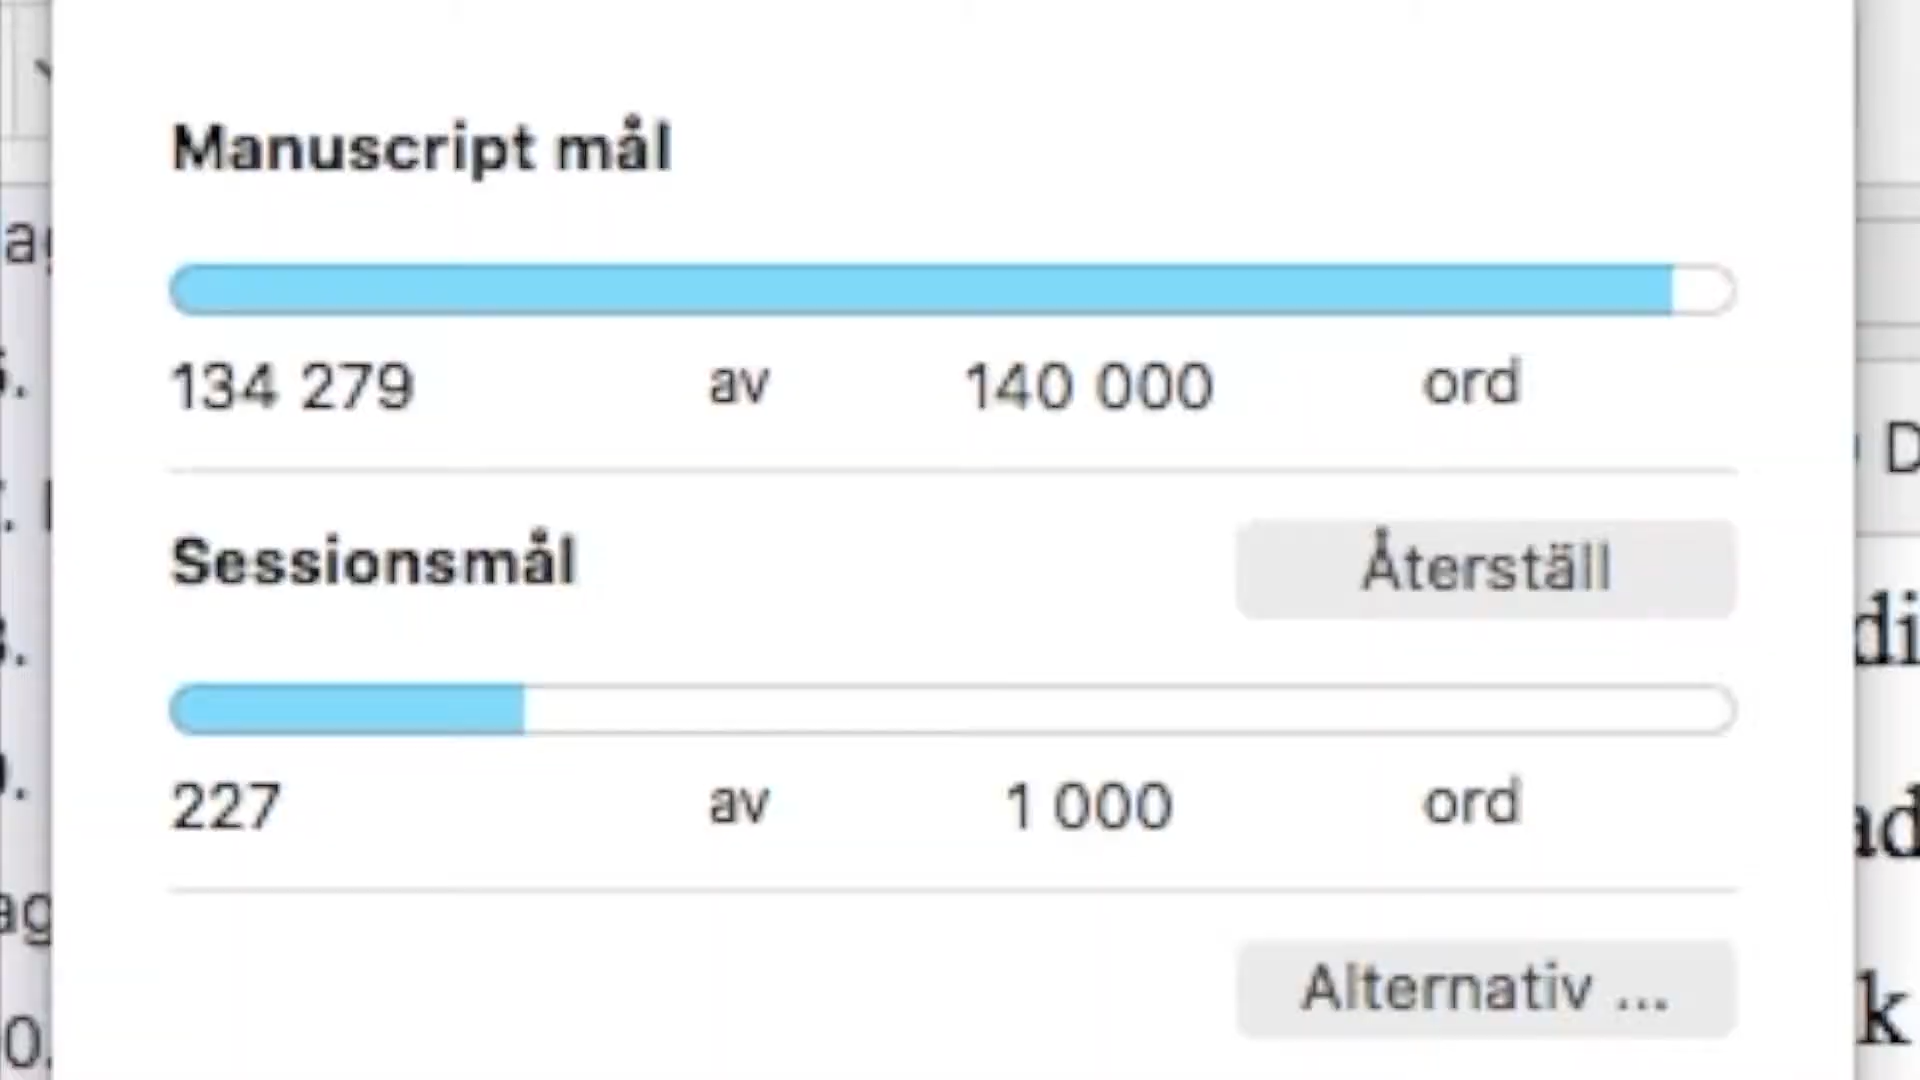 Manuscript mål
134 279 av 140 000 ord
Sessionsmål Återställ
227 av 1 000 ord
Alternativ ...